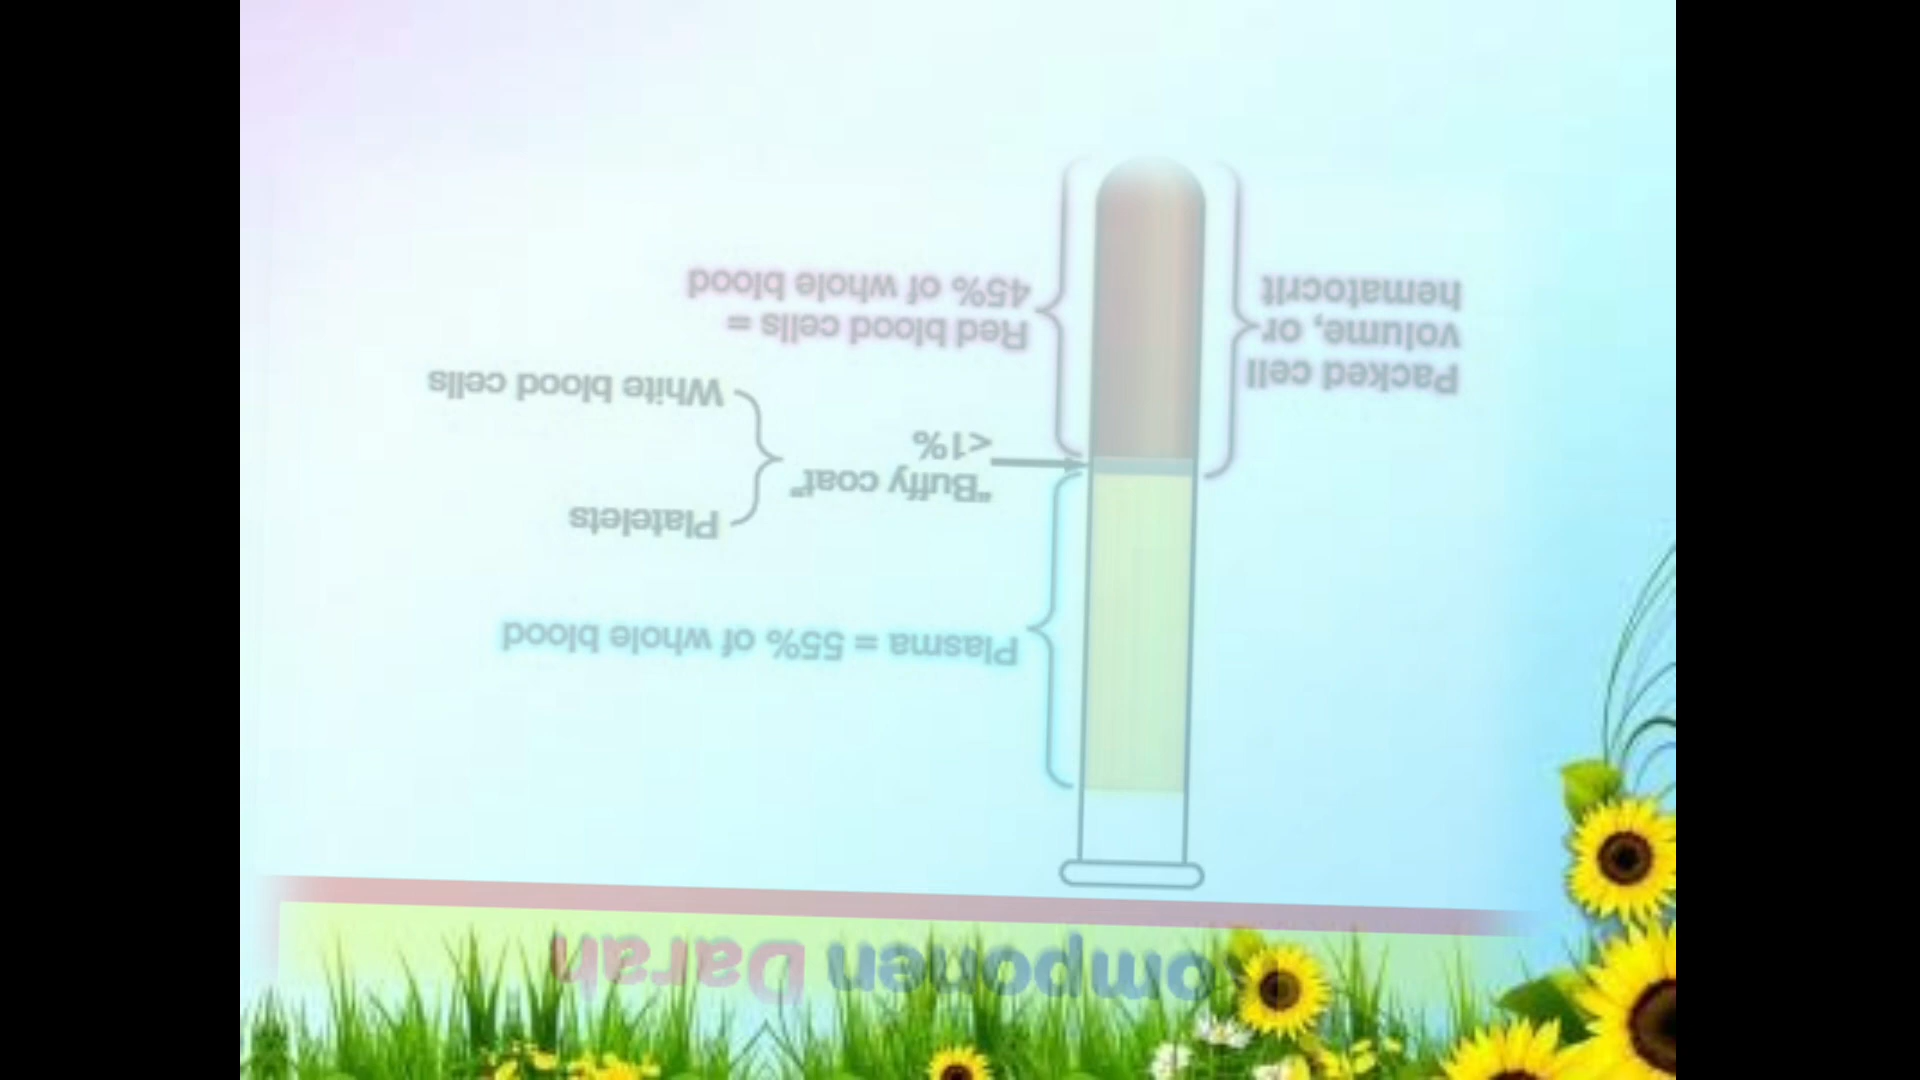 Komponen Darah
Plasma = 55% of whole blood
Platelets
"Buffy coat"
<1%
White blood cells
Packed cell
volume, or
hematocrit
Red blood cells =
45% of whole blood